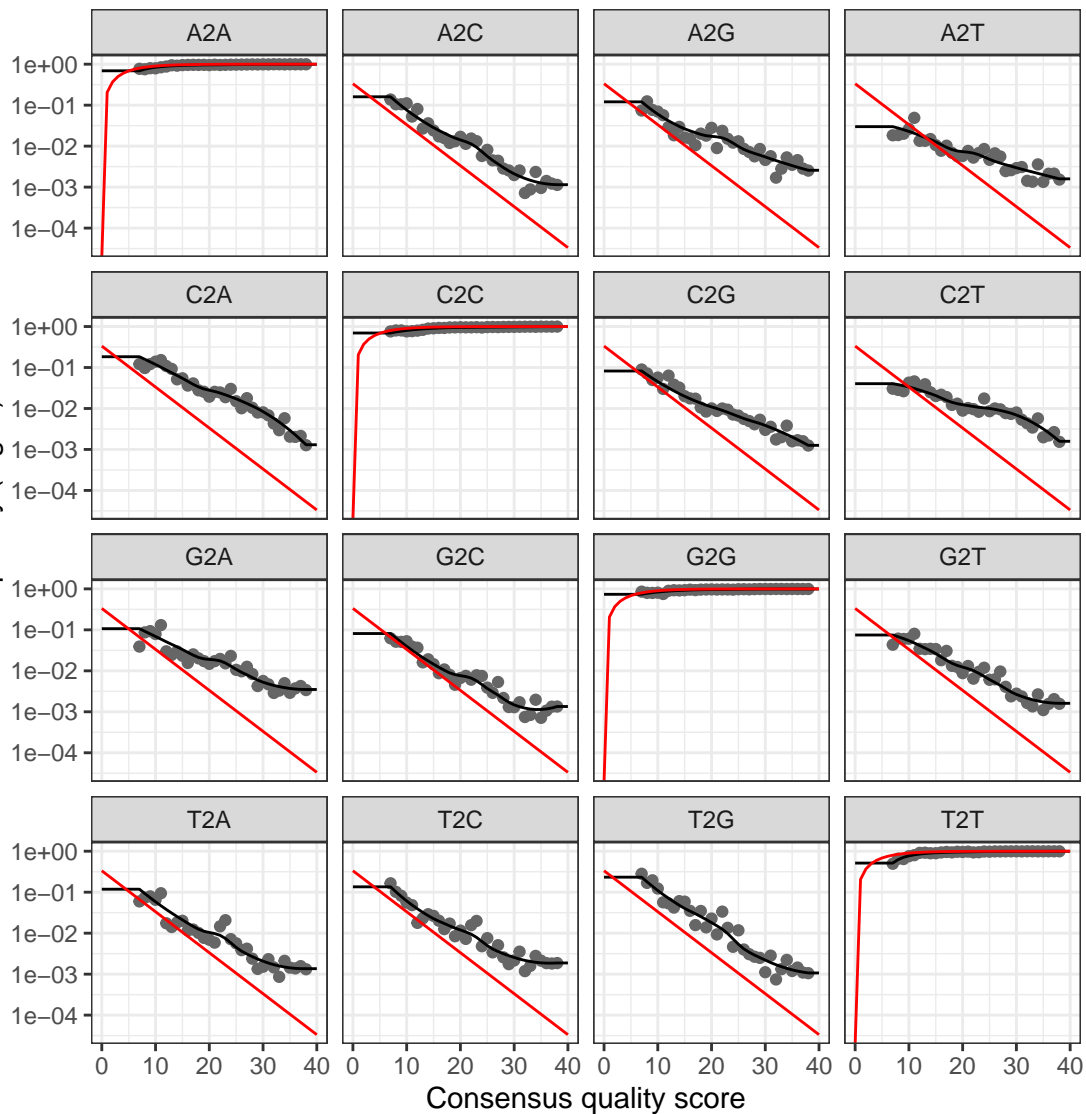 A2A A2C A2G A2T
1e+00
1e−01
1e−02
1e−03
1e−04
C2A C2C C2G C2T
1e+00
1e−01
1e−02
1e−03
1e−04
G2A G2C G2G G2T
1e+00
1e−01
1e−02
1e−03
1e−04
T2A T2C T2G T2T
1e+00
1e−01
1e−02
1e−03
1e−04
0 10 20 30 40 0 10 20 30 40 0 10 20 30 40 0 10 20 30 40
Consensus quality score